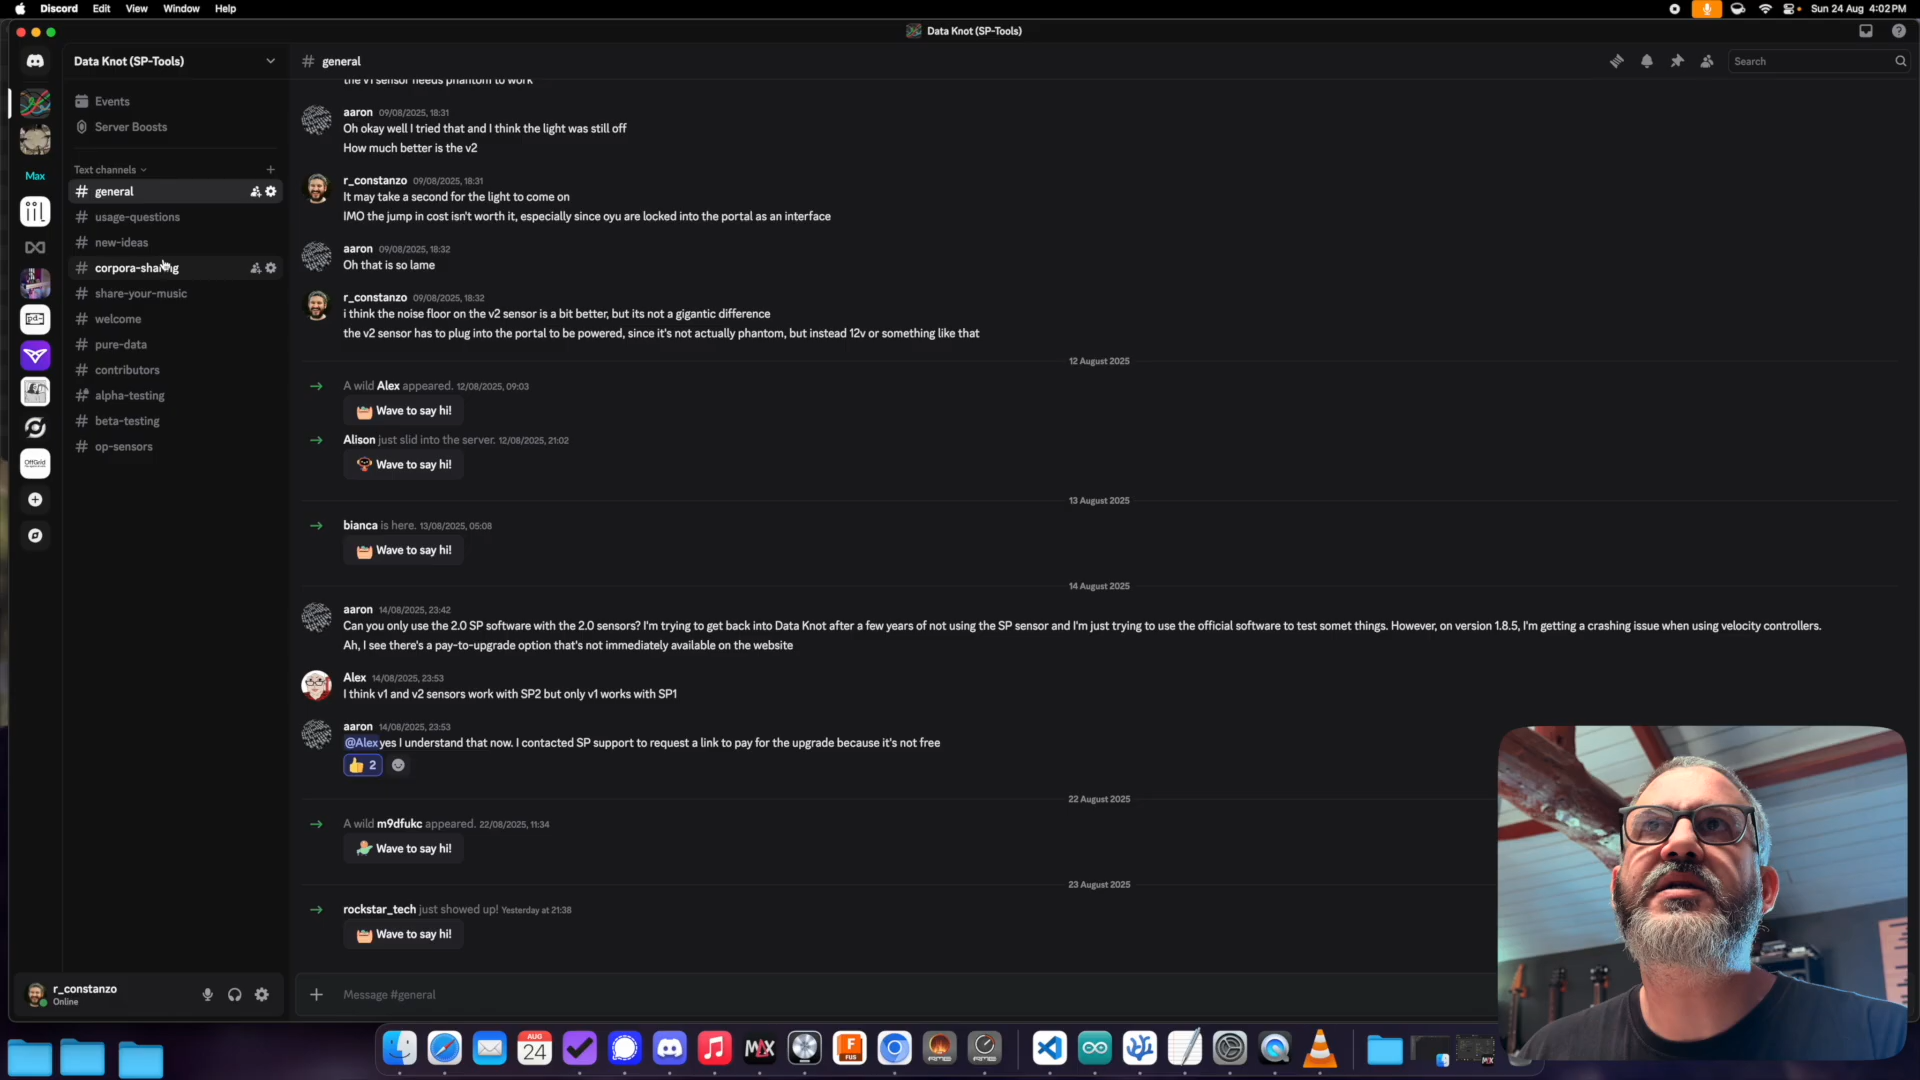 Discord Edit View Window Help
Sun 24 Aug 4:02 PM
Data Knot (SP-Tools)
Data Knot (SP-Tools)
# general
Search
Events
Server Boosts
Text channels
# general
# usage-questions
# new-ideas
# corpora-sharing
# share-your-music
# welcome
# pure-data
# contributors
# alpha-testing
# beta-testing
# op-sensors
Max
pd~
OffGrid
the v1 sensor needs phantom to work
aaron 09/08/2025, 18:31
Oh okay well I tried that and I think the light was still off
How much better is the v2
r_constanzo 09/08/2025, 18:31
It may take a second for the light to come on
IMO the jump in cost isn't worth it, especially since oyu are locked into the portal as an interface
aaron 09/08/2025, 18:32
Oh that is so lame
r_constanzo 09/08/2025, 18:32
i think the noise floor on the v2 sensor is a bit better, but its not a gigantic difference
the v2 sensor has to plug into the portal to be powered, since it's not actually phantom, but instead 12v or something like that
12 August 2025
A wild Alex appeared. 12/08/2025, 09:03
Wave to say hi!
Alison just slid into the server. 12/08/2025, 21:02
Wave to say hi!
13 August 2025
bianca is here. 13/08/2025, 05:08
Wave to say hi!
14 August 2025
aaron 14/08/2025, 23:42
Can you only use the 2.0 SP software with the 2.0 sensors? I'm trying to get back into Data Knot after a few years of not using the SP sensor and I'm just trying to use the official software to test somet things. However, on version 1.8.5, I'm getting a crashing issue when using velocity controllers.
Ah, I see there's a pay-to-upgrade option that's not immediately available on the website
Alex 14/08/2025, 23:53
I think v1 and v2 sensors work with SP2 but only v1 works with SP1
aaron 14/08/2025, 23:53
@Alex yes I understand that now. I contacted SP support to request a link to pay for the upgrade because it's not free
2
22 August 2025
A wild m9dfukc appeared. 22/08/2025, 11:34
Wave to say hi!
23 August 2025
rockstar_tech just showed up! Yesterday at 21:38
Wave to say hi!
r_constanzo
Online
Message #general
AUG
24
MAX
F
FUS